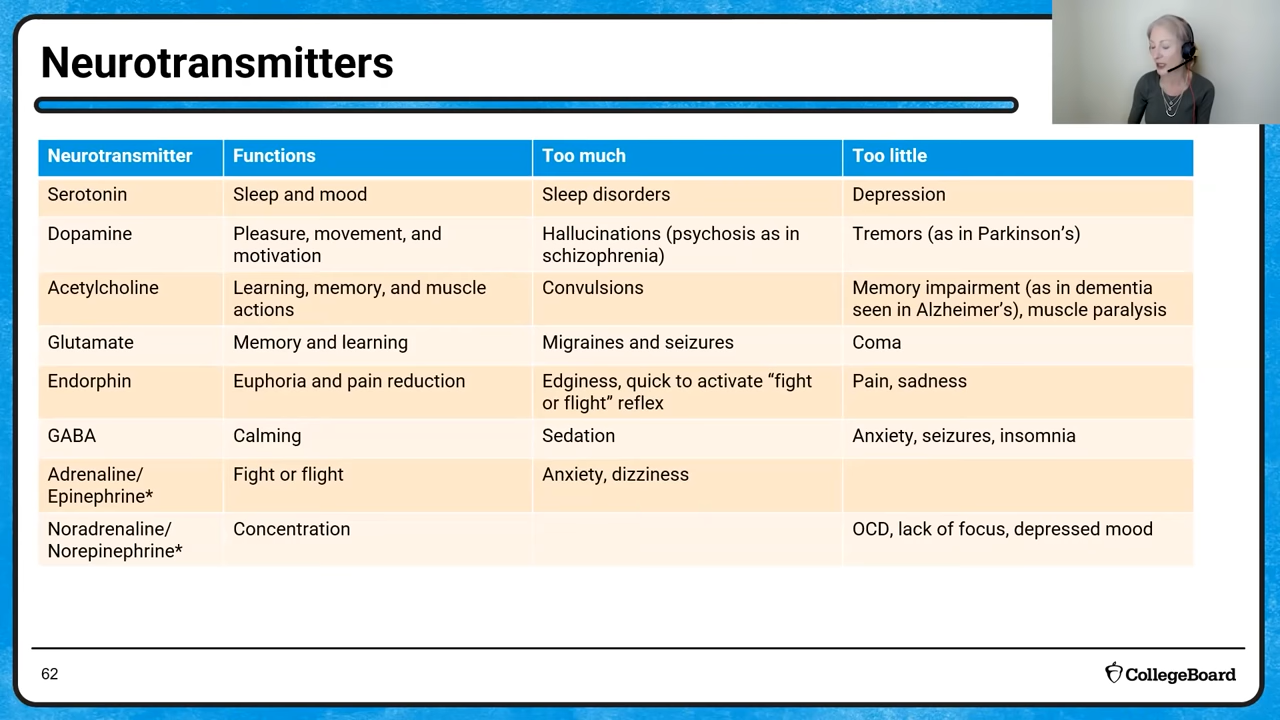 Neurotransmitters
Neurotransmitter Functions Too much Too little
Serotonin Sleep and mood Sleep disorders Depression
Dopamine Pleasure, movement, and motivation Hallucinations (psychosis as in schizophrenia) Tremors (as in Parkinson’s)
Acetylcholine Learning, memory, and muscle actions Convulsions Memory impairment (as in dementia seen in Alzheimer’s), muscle paralysis
Glutamate Memory and learning Migraines and seizures Coma
Endorphin Euphoria and pain reduction Edginess, quick to activate “fight or flight” reflex Pain, sadness
GABA Calming Sedation Anxiety, seizures, insomnia
Adrenaline/ Epinephrine* Fight or flight Anxiety, dizziness
Noradrenaline/ Norepinephrine* Concentration OCD, lack of focus, depressed mood
62
CollegeBoard